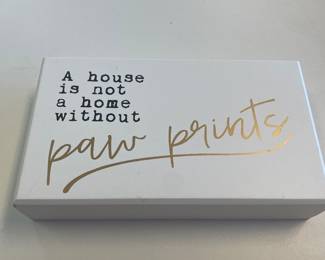 A house
is not
a home
without
paw prints